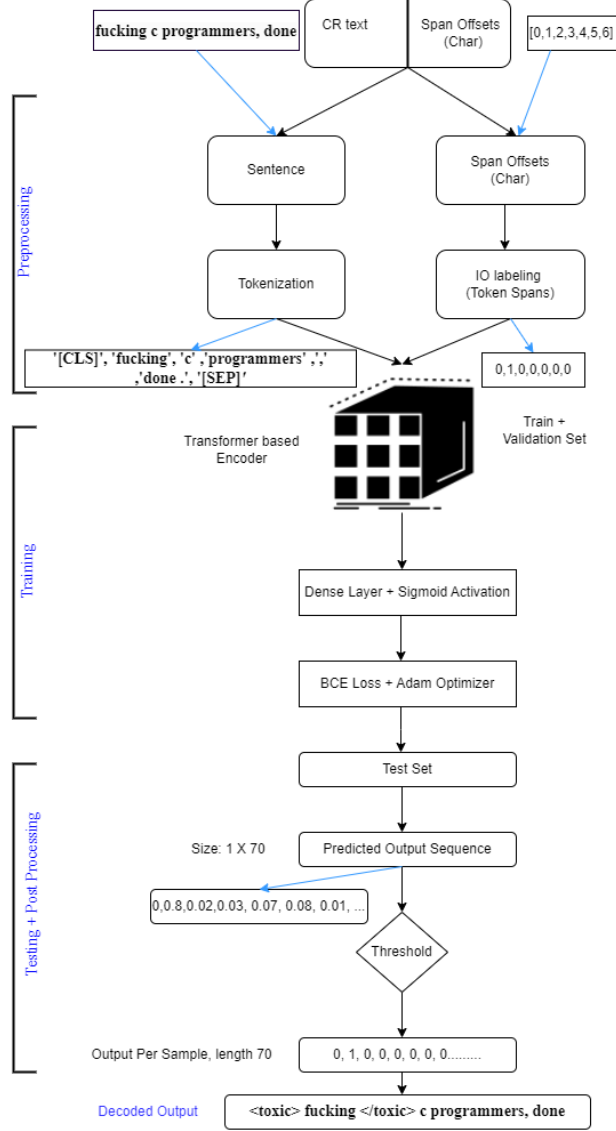 fucking c programmers, done
CR text
Span Offsets
(Char)
[0,1,2,3,4,5,6]
Preprocessing
Sentence
Span Offsets
(Char)
Tokenization
IO labeling
(Token Spans)
'[CLS]', 'fucking', 'c' ,'programmers' ,','
,'done .', '[SEP]'
0,1,0,0,0,0,0
Training
Transformer based
Encoder
Train +
Validation Set
Dense Layer + Sigmoid Activation
BCE Loss + Adam Optimizer
Testing + Post Processing
Test Set
Size: 1 X 70
Predicted Output Sequence
0,0.8,0.02,0.03, 0.07, 0.08, 0.01, ...
Threshold
Output Per Sample, length 70
0, 1, 0, 0, 0, 0, 0, 0.........
Decoded Output
<toxic> fucking </toxic> c programmers, done